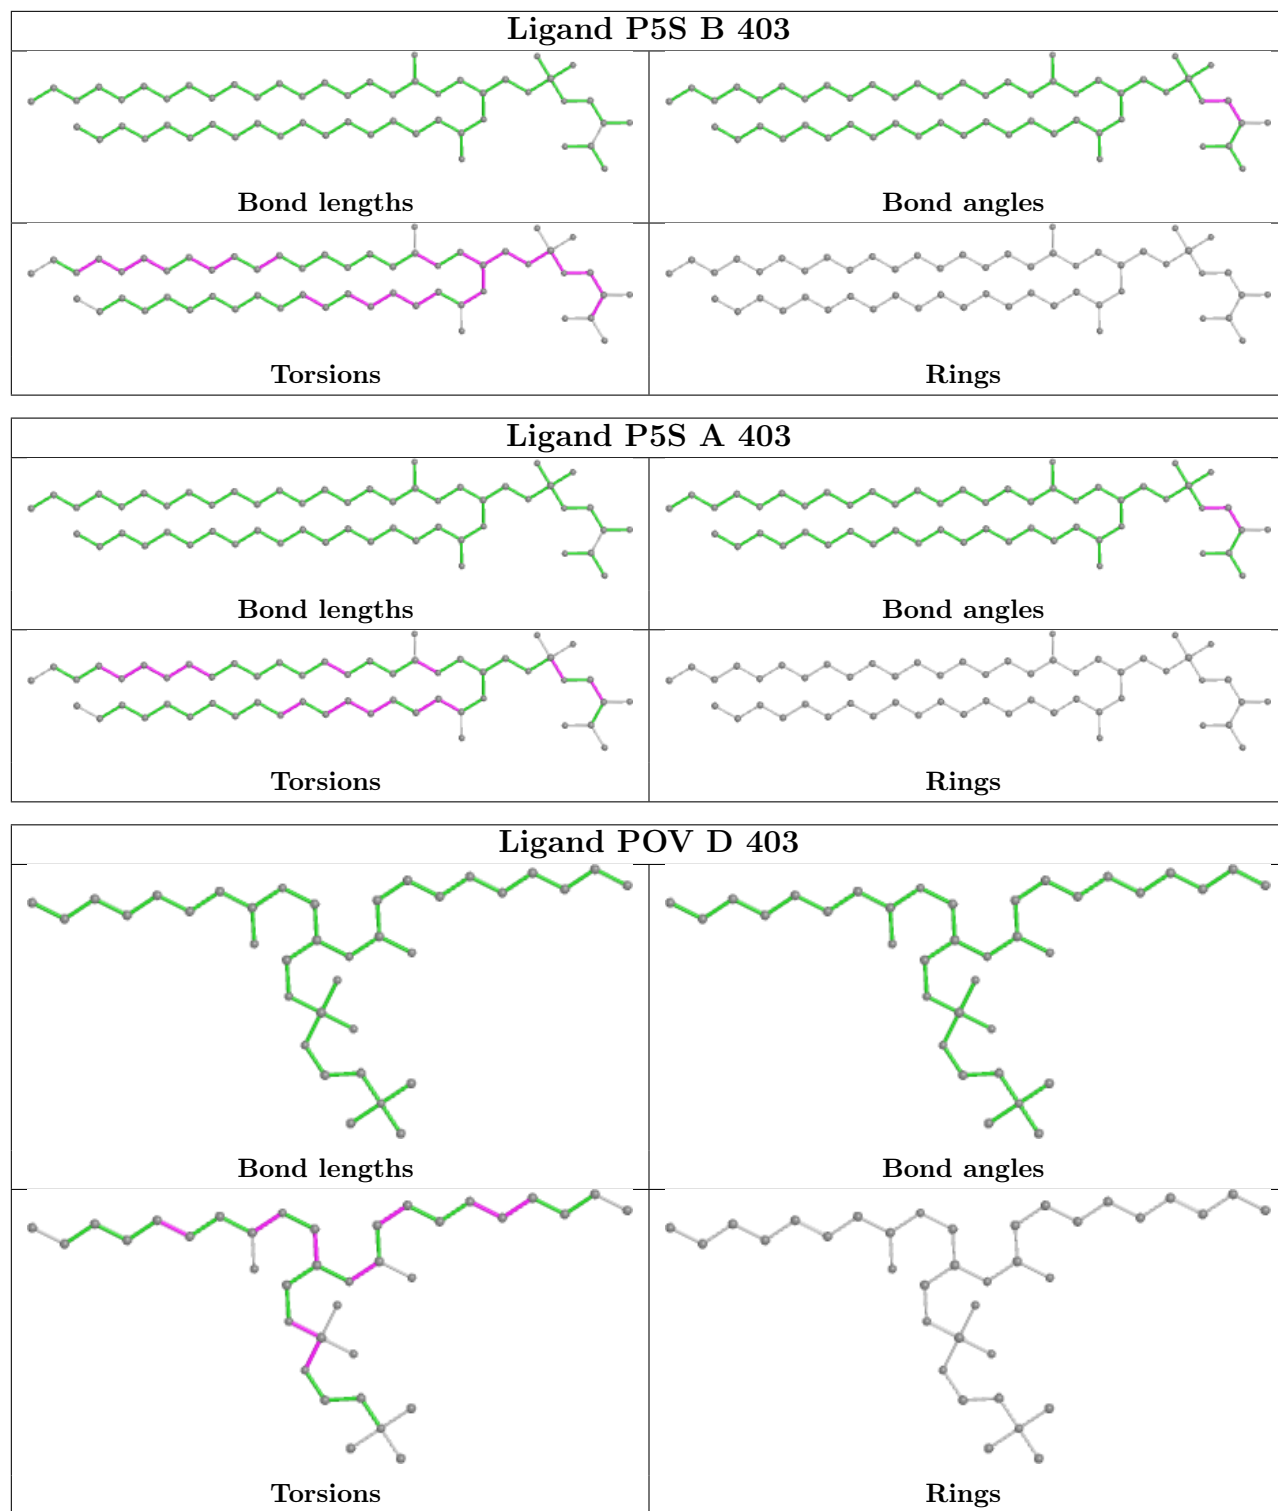 Ligand P5S B 403
Bond lengths
Bond angles
Torsions
Rings
Ligand P5S A 403
Bond lengths
Bond angles
Torsions
Rings
Ligand POV D 403
Bond lengths
Bond angles
Torsions
Rings